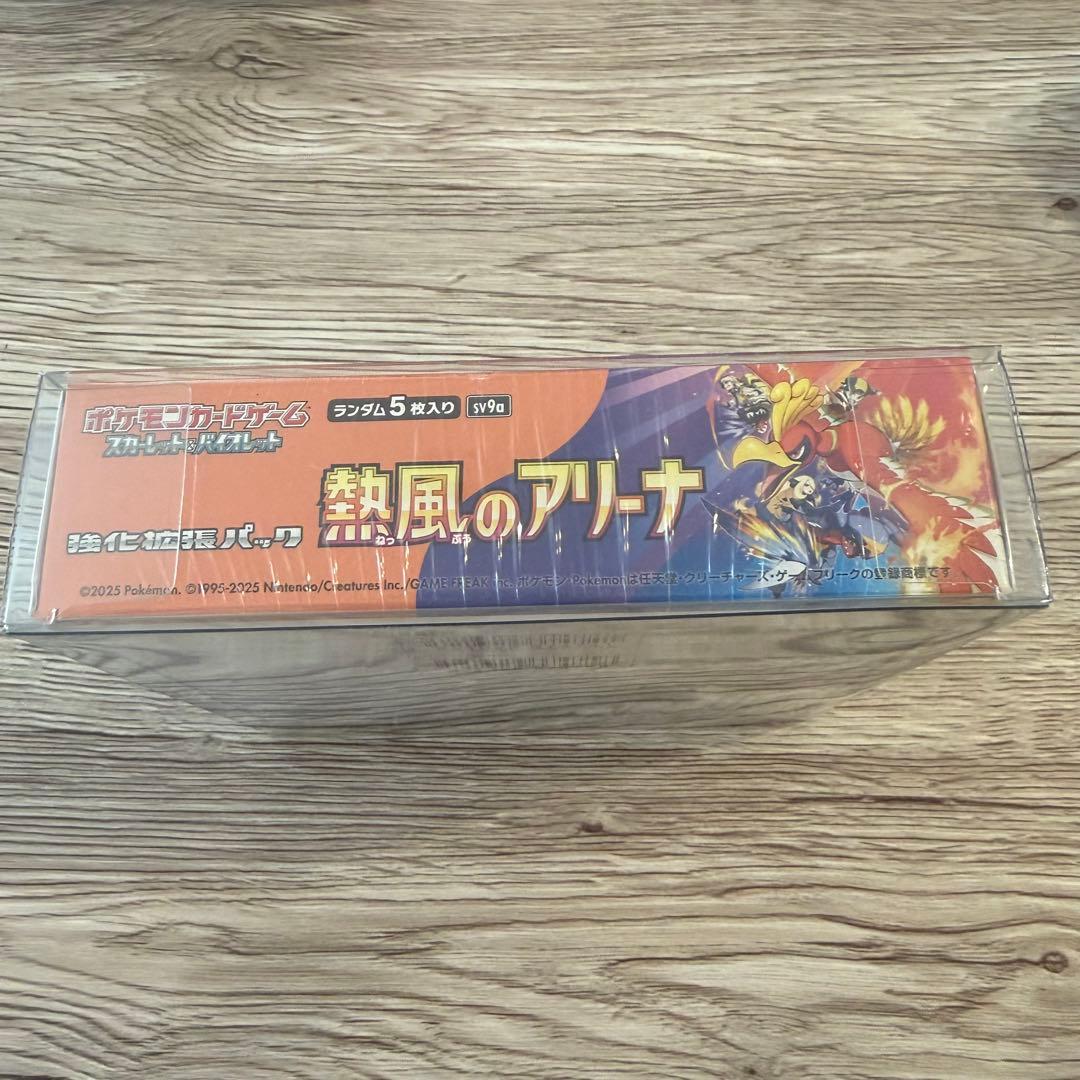 ポケモンカードゲーム
スカーレット&バイオレット
ランダム5枚入り
SV9a
強化拡張パック
熱風のアリーナ
ねっ ぷう
©2025 Pokémon. ©1995-2025 Nintendo/Creatures Inc./GAME FREAK inc. ポケモン・Pokémonは任天堂・クリーチャーズ・ゲームフリークの登録商標です